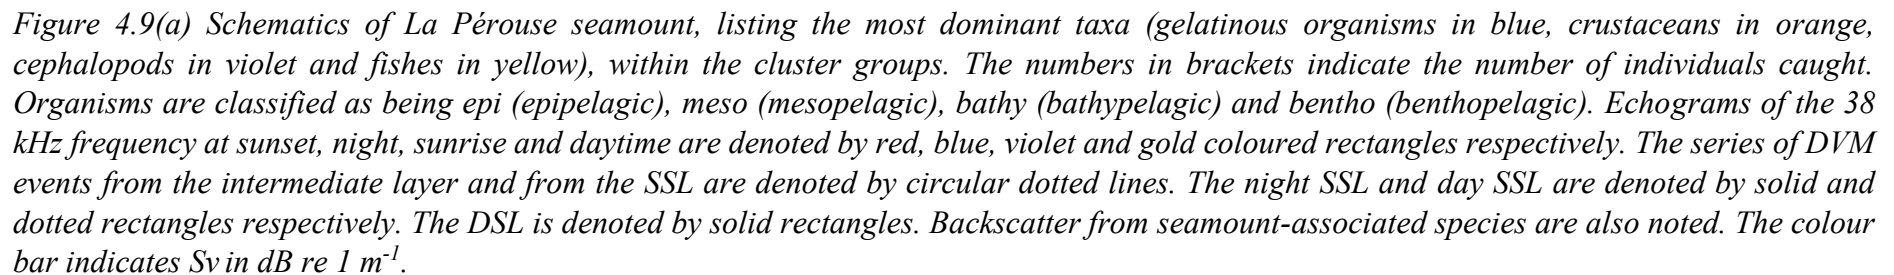 Figure 4.9(a) Schematics of La Pérouse seamount, listing the most dominant taxa (gelatinous organisms in blue, crustaceans in orange,
cephalopods in violet and fishes in yellow), within the cluster groups. The numbers in brackets indicate the number of individuals caught.
Organisms are classified as being epi (epipelagic), meso (mesopelagic), bathy (bathypelagic) and bentho (benthopelagic). Echograms of the 38
kHz frequency at sunset, night, sunrise and daytime are denoted by red, blue, violet and gold coloured rectangles respectively. The series of DVM
events from the intermediate layer and from the SSL are denoted by circular dotted lines. The night SSL and day SSL are denoted by solid and
dotted rectangles respectively. The DSL is denoted by solid rectangles. Backscatter from seamount-associated species are also noted. The colour
bar indicates Sv in dB re 1 m⁻¹.